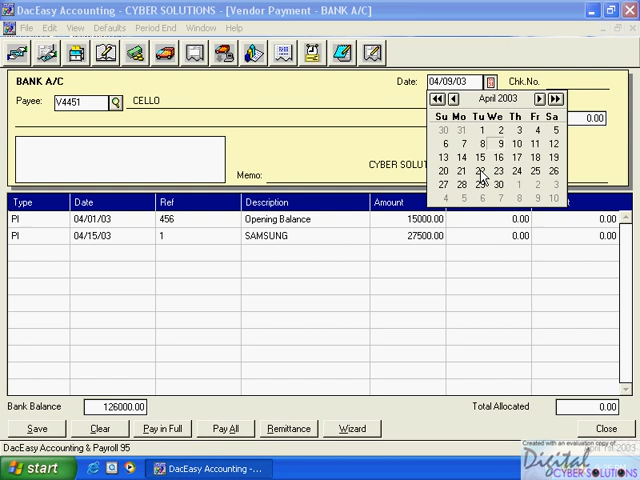 DacEasy Accounting - CYBER SOLUTIONS - [Vendor Payment - BANK A/C]
File Edit View Defaults Period End Window Help
BANK A/C
Date: 04/09/03 Chk.No.
Payee: V4451 CELLO
0.00
April 2003
Su Mo Tu We Th Fr Sa
30 31 1 2 3 4 5
6 7 8 9 10 11 12
13 14 15 16 17 18 19
20 21 22 23 24 25 26
27 28 29 30 1 2 3
4 5 6 7 8 9 10
Memo:
CYBER SOLUT
Type Date Ref Description Amount
PI 04/01/03 456 Opening Balance 15000.00 0.00 0.00
PI 04/15/03 1 SAMSUNG 27500.00 0.00 0.00
Bank Balance 126000.00 Total Allocated 0.00
Save Clear Pay in Full Pay All Remittance Wizard Close
DacEasy Accounting & Payroll 95
Created with an evaluation copy of
Digital
CYBER SOLUTIONS
start DacEasy Accounting -...